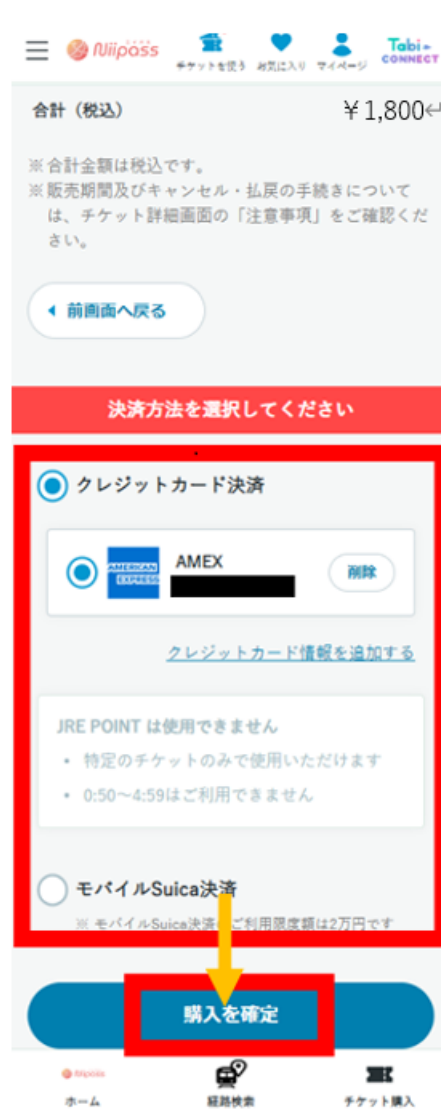 Niipass
チケットを使う お気に入り マイページ Tabi-CONNECT
合計（税込） ￥1,800↵
※合計金額は税込です。
※販売期間及びキャンセル・払戻の手続きについて
は、チケット詳細画面の「注意事項」をご確認くだ
さい。
前画面へ戻る
決済方法を選択してください
クレジットカード決済
AMERICAN EXPRESS AMEX 削除
クレジットカード情報を追加する
JRE POINT は使用できません
• 特定のチケットのみで使用いただけます
• 0:50～4:59はご利用できません
モバイルSuica決済
※ モバイルSuica決済のご利用限度額は2万円です
購入を確定
Niipass
ホーム 経路検索 チケット購入